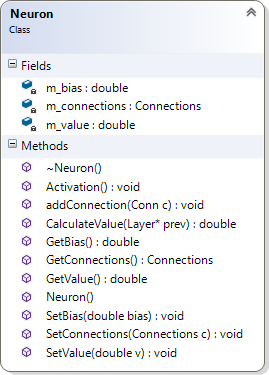 Neuron
Class
Fields
m_bias : double
m_connections : Connections
m_value : double
Methods
~Neuron()
Activation() : void
addConnection(Conn c) : void
CalculateValue(Layer* prev) : double
GetBias() : double
GetConnections() : Connections
GetValue() : double
Neuron()
SetBias(double bias) : void
SetConnections(Connections c) : void
SetValue(double v) : void